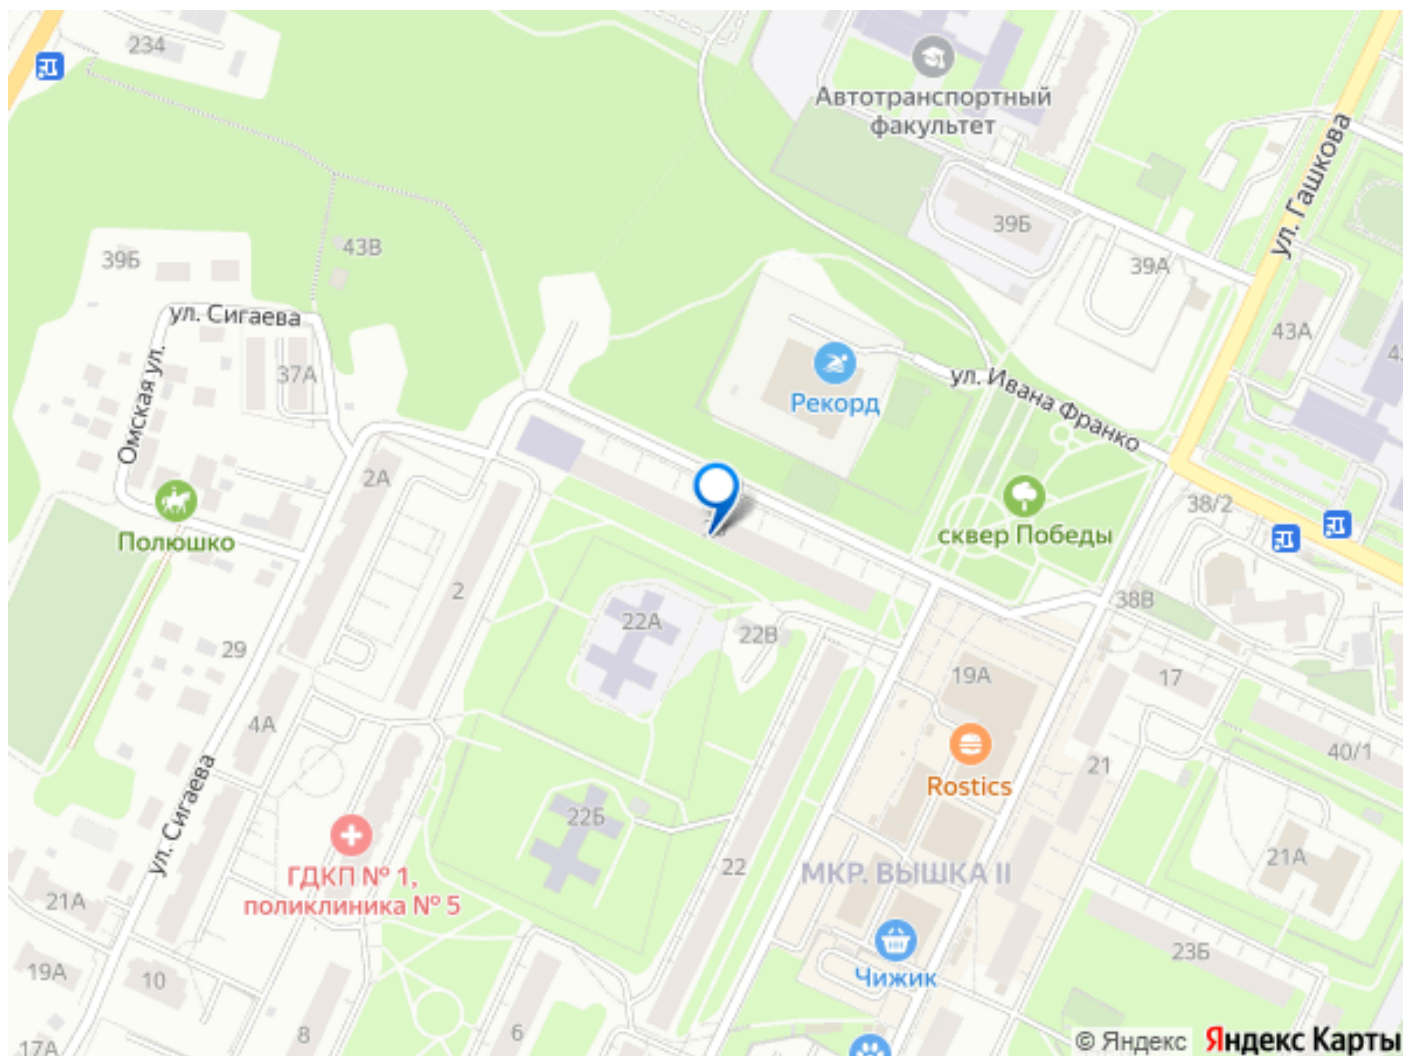 234
Автотранспортный
факультет
ул. Гашкова
39Б
39А
43В
39Б
ул. Сигаева
37А
Омская ул.
43А
ул. Ивана Франко
Рекорд
2А
38/2
Полюшко
сквер Победы
2
22А
22В
38В
29
19А
17
4А
40/1
21
Rostics
ул. Сигаева
22Б
22
21А
МКР. ВЫШКА II
ГДКП № 1,
поликлиника № 5
21А
23Б
19А
10
Чижик
8
6
17А
© Яндекс Яндекс Карты